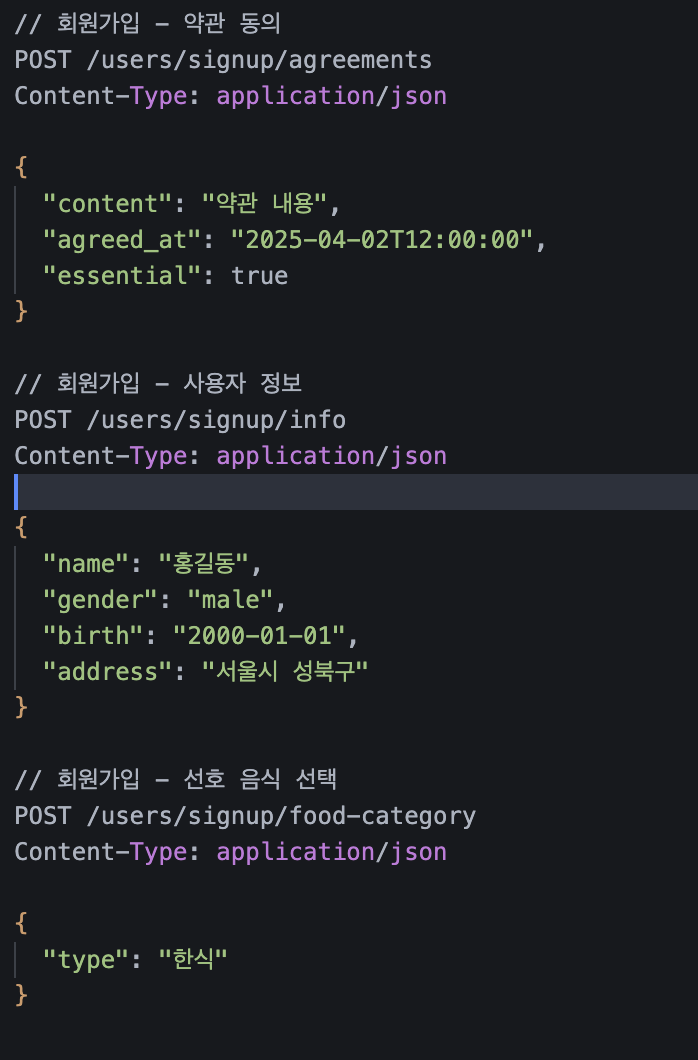 // 회원가입 - 약관 동의
POST /users/signup/agreements
Content-Type: application/json
{
"content": "약관 내용",
"agreed_at": "2025-04-02T12:00:00",
"essential": true
}
// 회원가입 - 사용자 정보
POST /users/signup/info
Content-Type: application/json
{
"name": "홍길동",
"gender": "male",
"birth": "2000-01-01",
"address": "서울시 성북구"
}
// 회원가입 - 선호 음식 선택
POST /users/signup/food-category
Content-Type: application/json
{
"type": "한식"
}